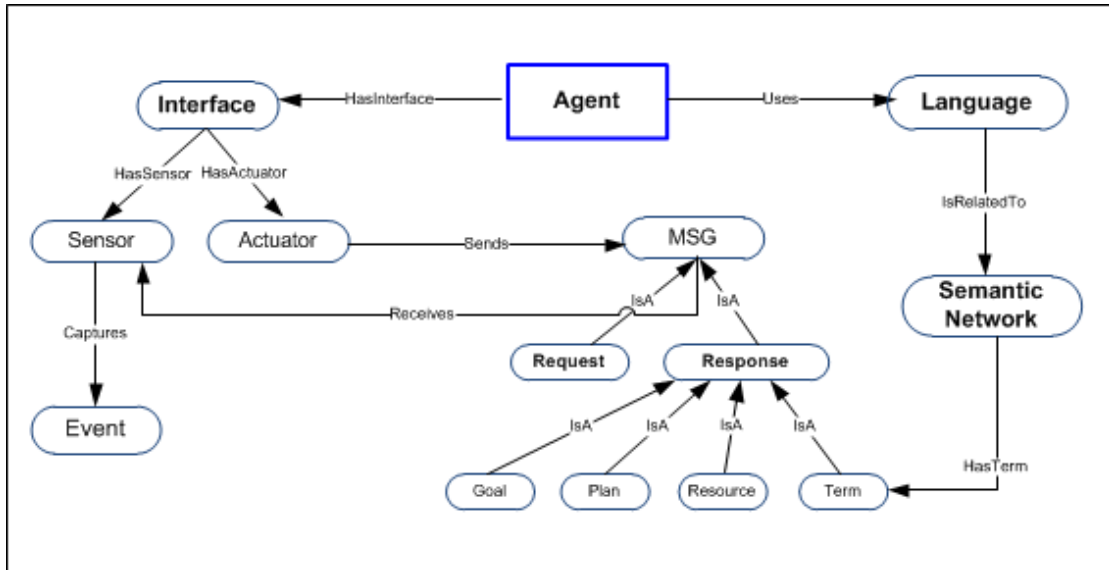 Interface
HasInterface
Agent
Uses
Language
HasSensor
HasActuator
IsRelatedTo
Sensor
Actuator
Sends
MSG
Semantic
Network
IsA
IsA
Receives
Captures
Request
Response
Event
IsA
IsA
IsA
IsA
HasTerm
Goal
Plan
Resource
Term